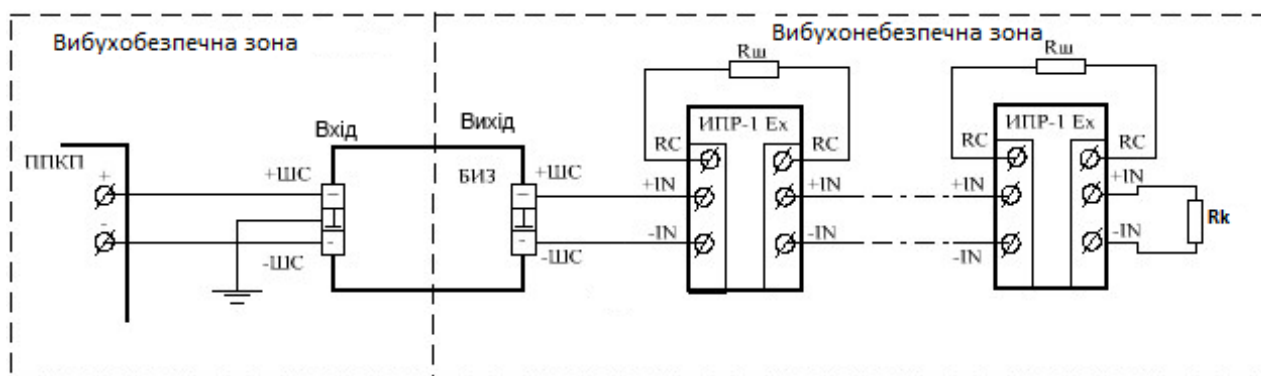 Вибухобезпечна зона
Вибухонебезпечна зона
Rш
Rш
ИПР-1 Ex
ИПР-1 Ex
Вхід
Вихід
RC
RC
RC
RC
ППКП
+
+ШС
БИЗ
+ШС
+IN
+IN
+IN
+IN
-
-ШС
-ШС
-IN
-IN
-IN
-IN
Rk